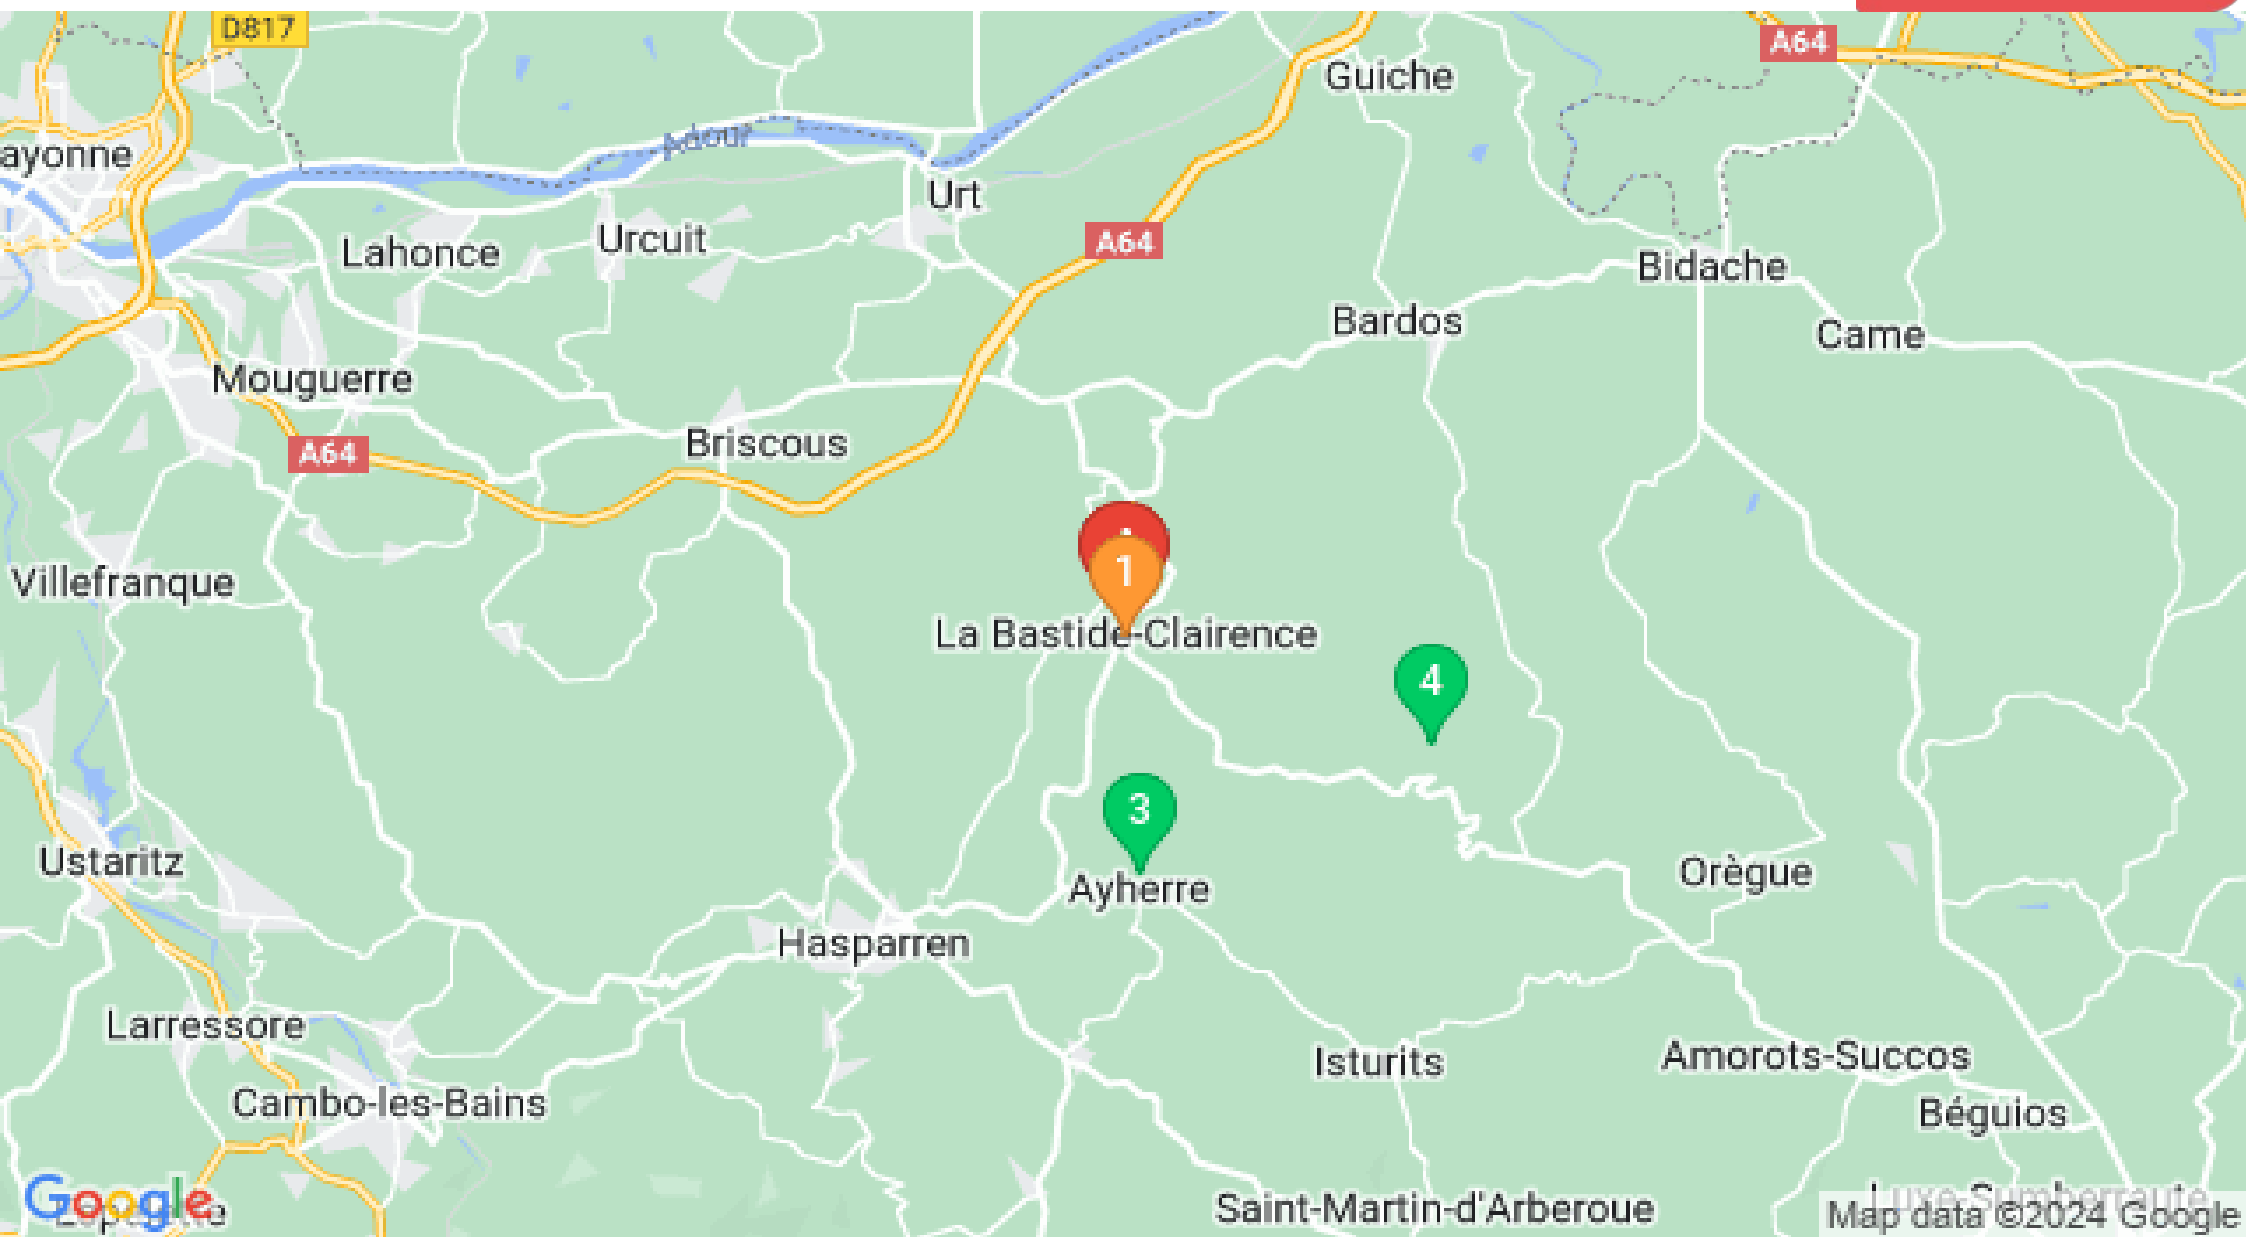 D817
A64
Guiche
ayonne
Adour
Urt
Lahonce
Urcuit
A64
Bidache
Bardos
Came
Mouguerre
Briscous
A64
1
Villefranque
La Bastide-Clairence
4
3
Ustaritz
Orègue
Ayherre
Hasparren
Larressore
Isturits
Amorots-Succos
Cambo-les-Bains
Béguios
Google
Saint-Martin-d'Arberoue
Luxe-Sumberraute
Map data ©2024 Google